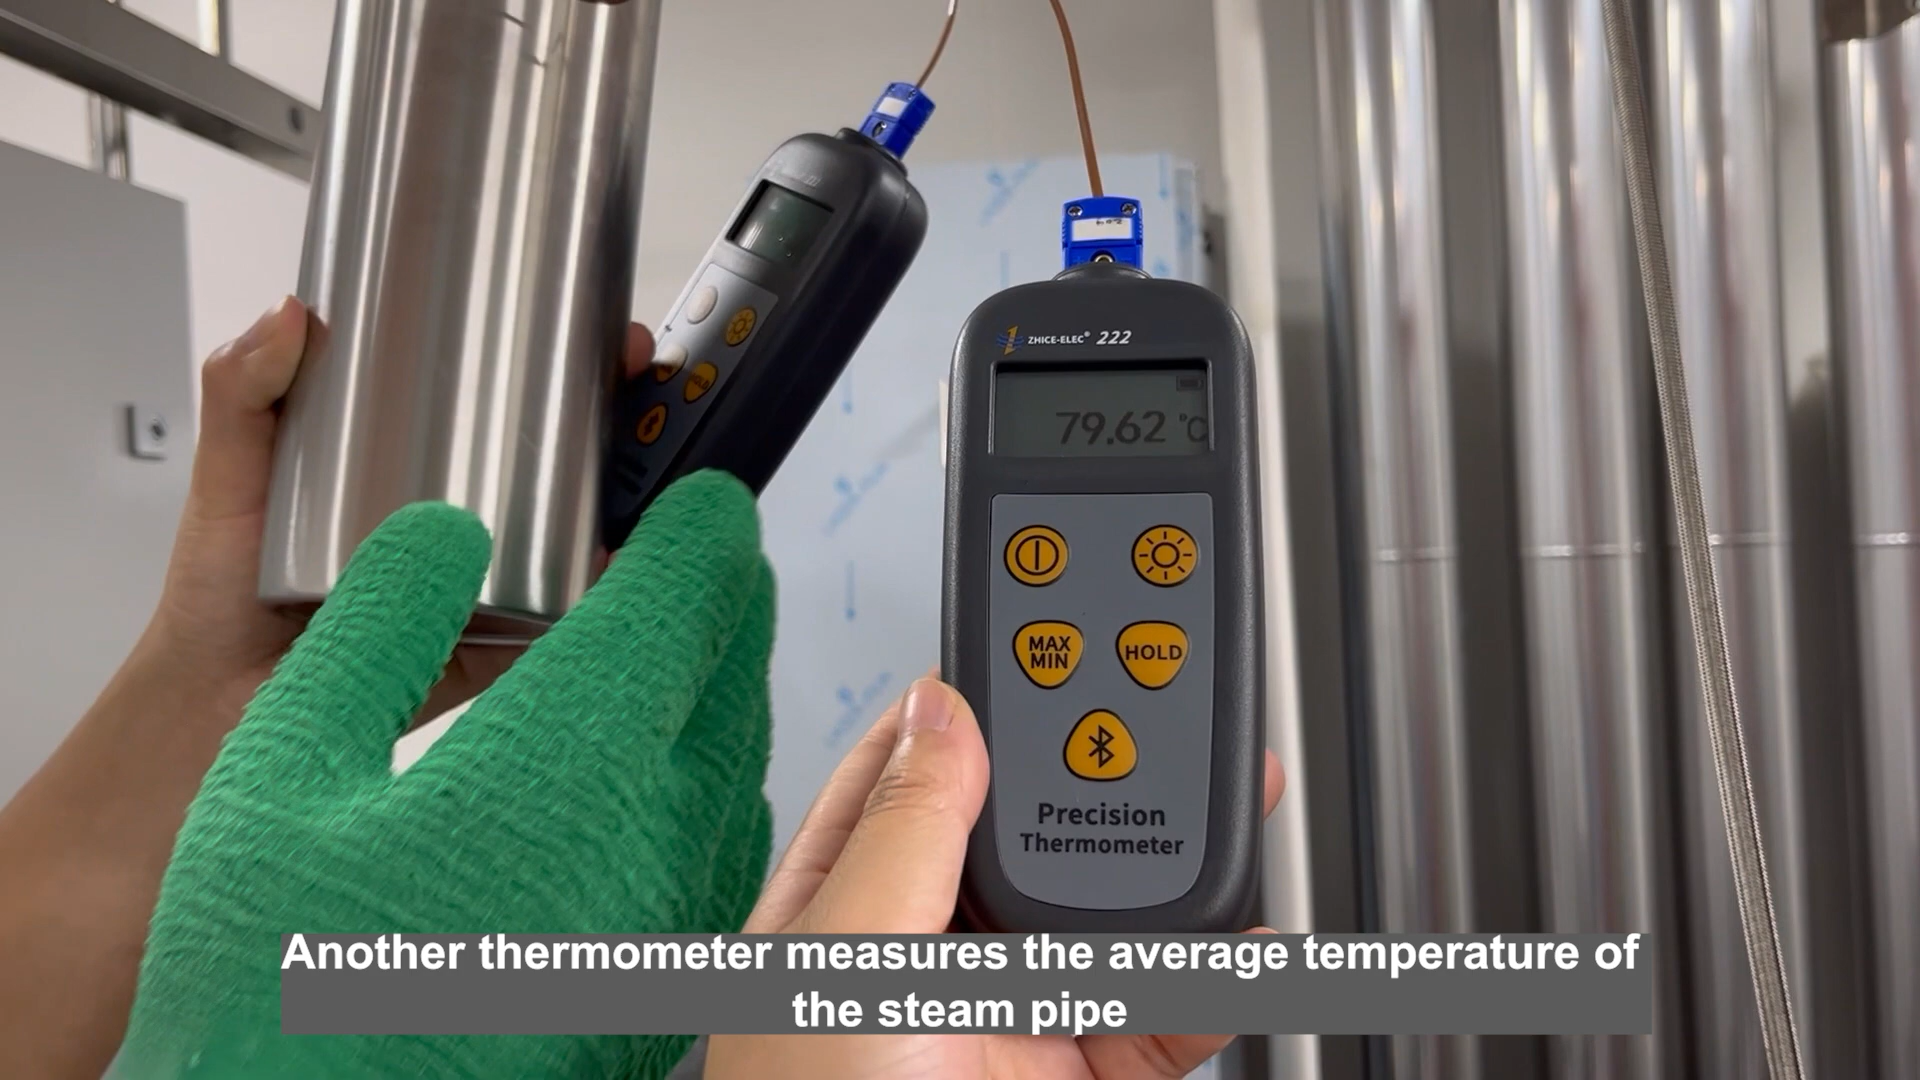 ZHICE-ELEC® 222
79.62 °C
MAX
MIN
HOLD
Precision
Thermometer
HOLD
Another thermometer measures the average temperature of
the steam pipe